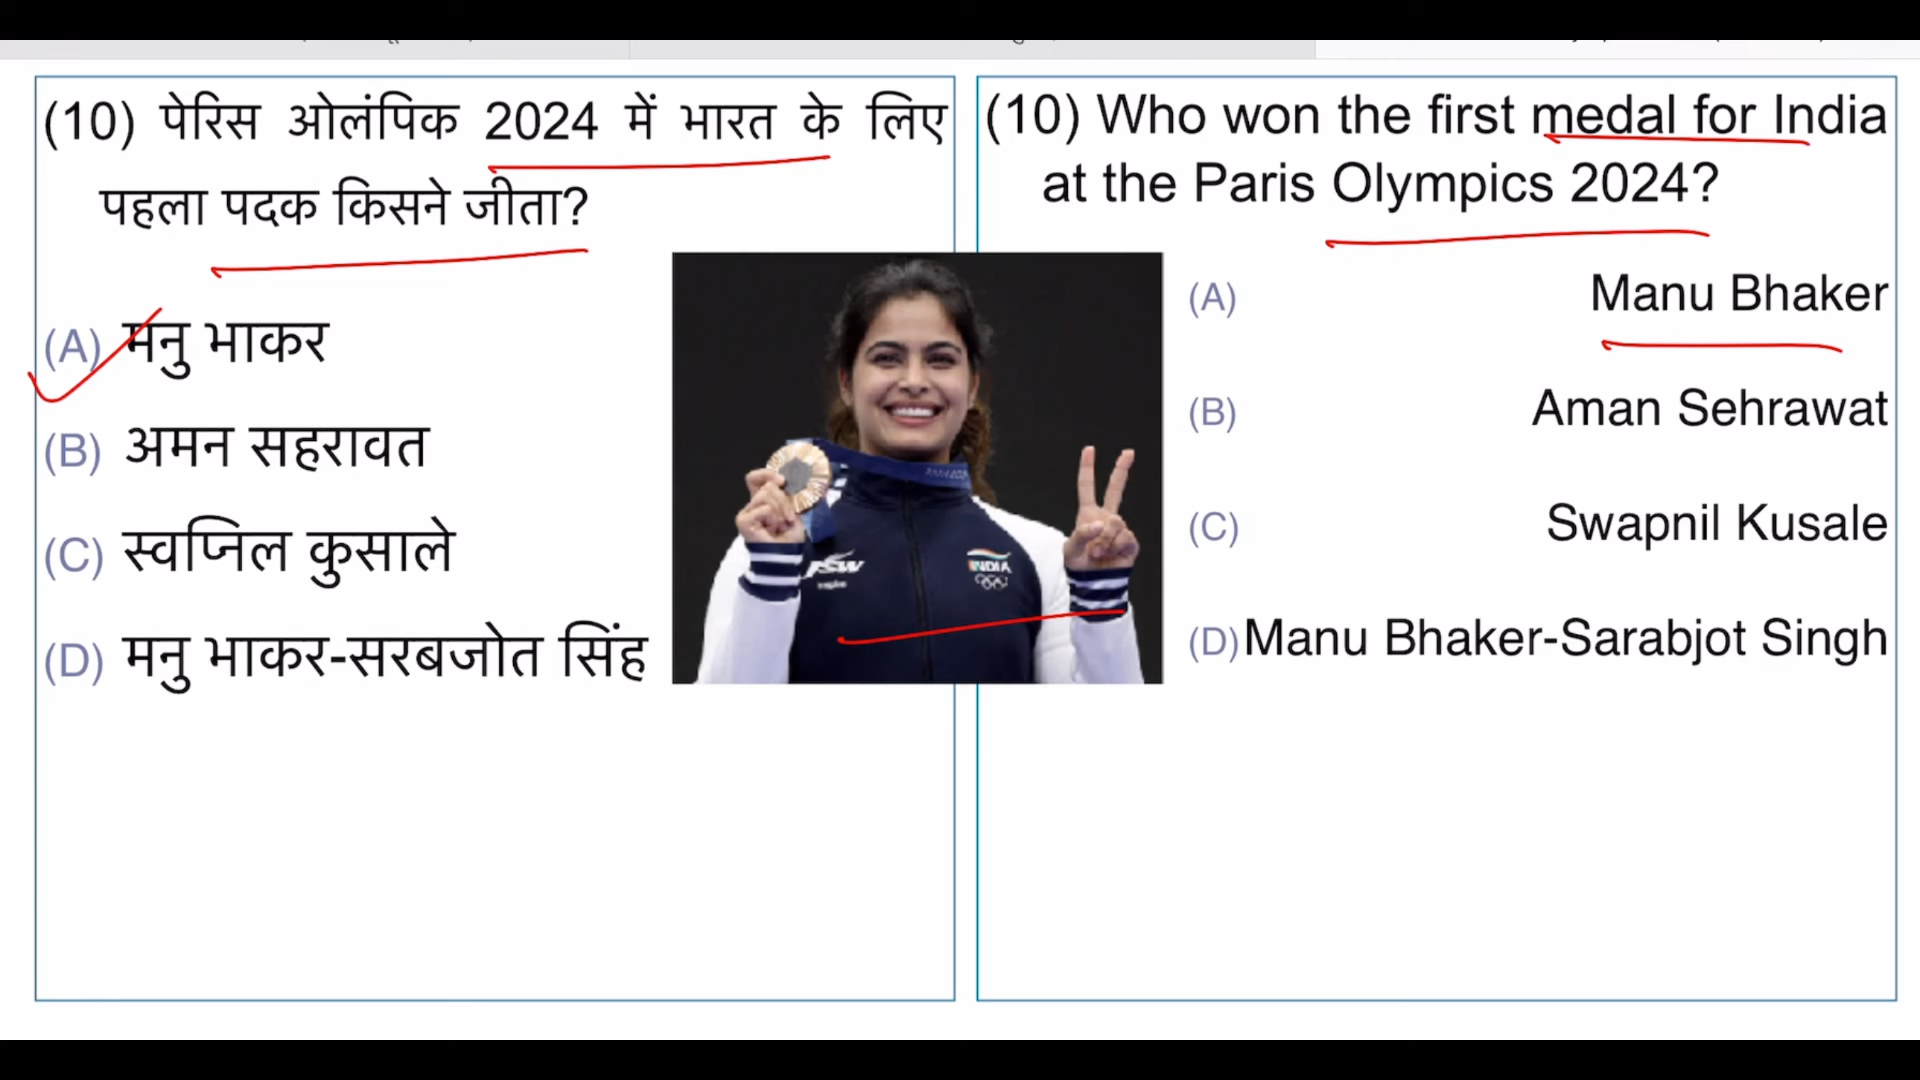 (10) पेरिस ओलंपिक 2024 में भारत के लिए
पहला पदक किसने जीता?
(A) मनु भाकर
(B) अमन सहरावत
(C) स्वप्निल कुसाले
(D) मनु भाकर-सरबजोत सिंह
(10) Who won the first medal for India
at the Paris Olympics 2024?
(A) Manu Bhaker
(B) Aman Sehrawat
(C) Swapnil Kusale
(D) Manu Bhaker-Sarabjot Singh
JSW
INDIA